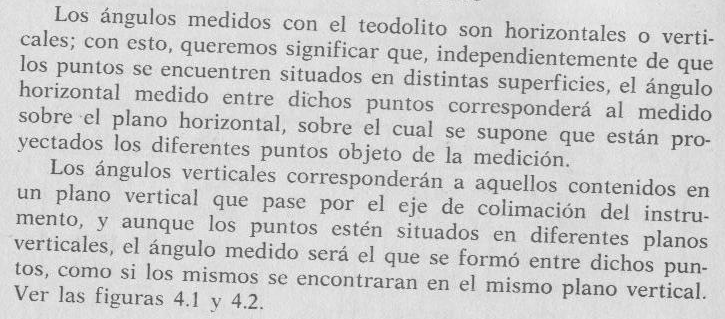 Los ángulos medidos con el teodolito son horizontales o verti-
cales; con esto, queremos significar que, independientemente de que
los puntos se encuentren situados en distintas superficies, el ángulo
horizontal medido entre dichos puntos corresponderá al medido
sobre el plano horizontal, sobre el cual se supone que están pro-
yectados los diferentes puntos objeto de la medición.
Los ángulos verticales corresponderán a aquellos contenidos en
un plano vertical que pase por el eje de colimación del instru-
mento, y aunque los puntos estén situados en diferentes planos
verticales, el ángulo medido será el que se formó entre dichos pun-
tos, como si los mismos se encontraran en el mismo plano vertical.
Ver las figuras 4.1 y 4.2.